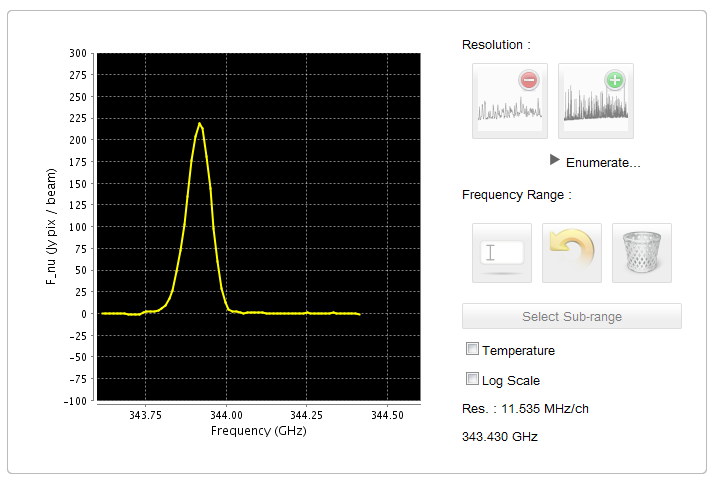 300
275
250
225
200
175
150
125
100
75
50
25
0
-25
-50
-75
-100
F_nu (Jy pix / beam)
343.75 344.00 344.25 344.50
Frequency (GHz)
Resolution :
Enumerate...
Frequency Range :
Select Sub-range
Temperature
Log Scale
Res. : 11.535 MHz/ch
343.430 GHz